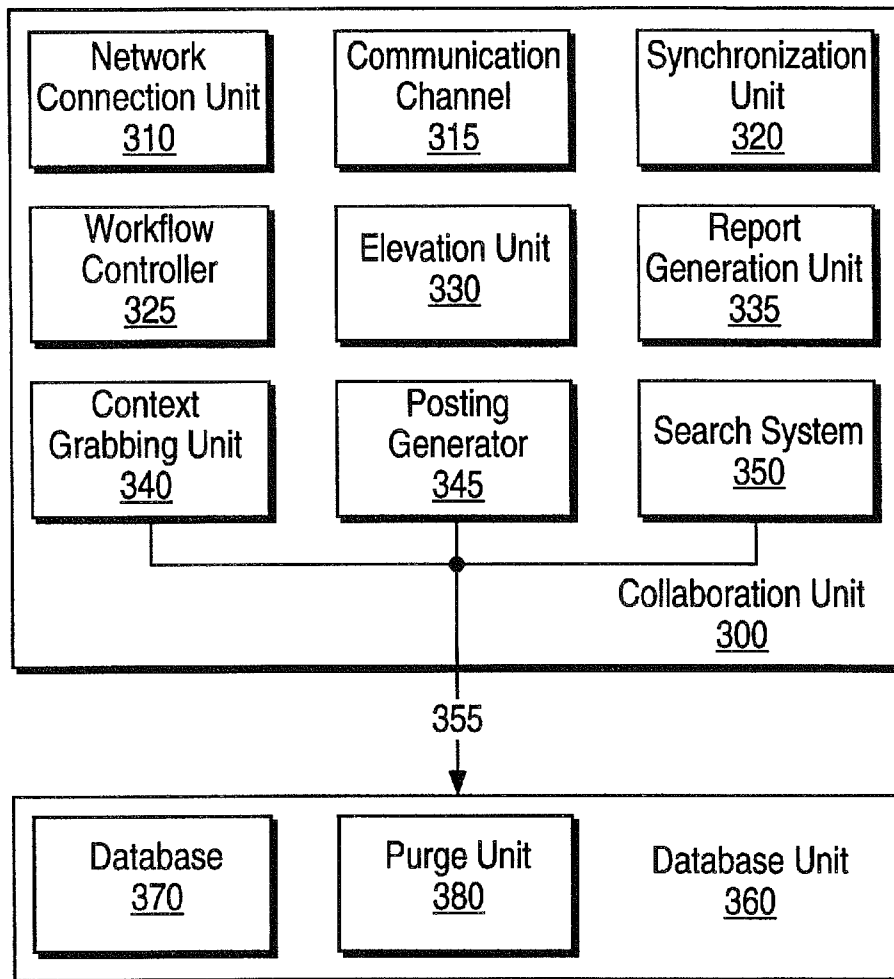 Network
Connection Unit
310
Communication
Channel
315
Synchronization
Unit
320
Workflow
Controller
325
Elevation Unit
330
Report
Generation Unit
335
Context
Grabbing Unit
340
Posting
Generator
345
Search System
350
Collaboration Unit
300
355
Database
370
Purge Unit
380
Database Unit
360